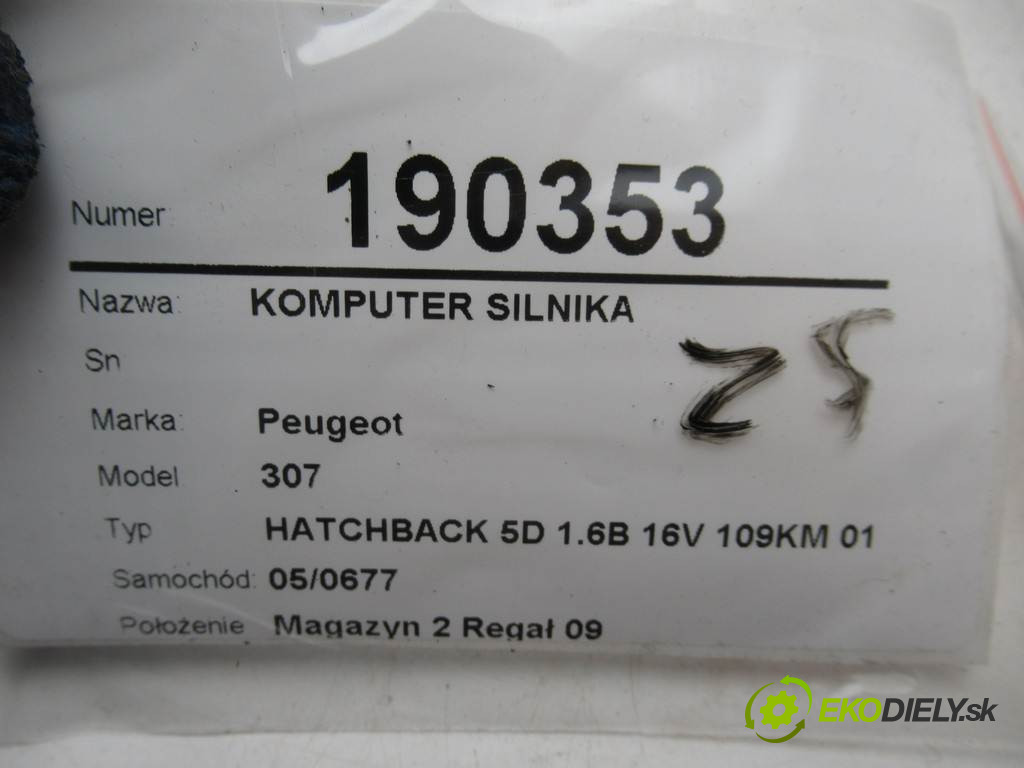 Numer: 190353
Nazwa: KOMPUTER SILNIKA
Sn
Marka: Peugeot
Model 307
Typ HATCHBACK 5D 1.6B 16V 109KM 01
Samochód: 05/0677
Położenie Magazyn 2 Regał 09
EKODIELY.sk